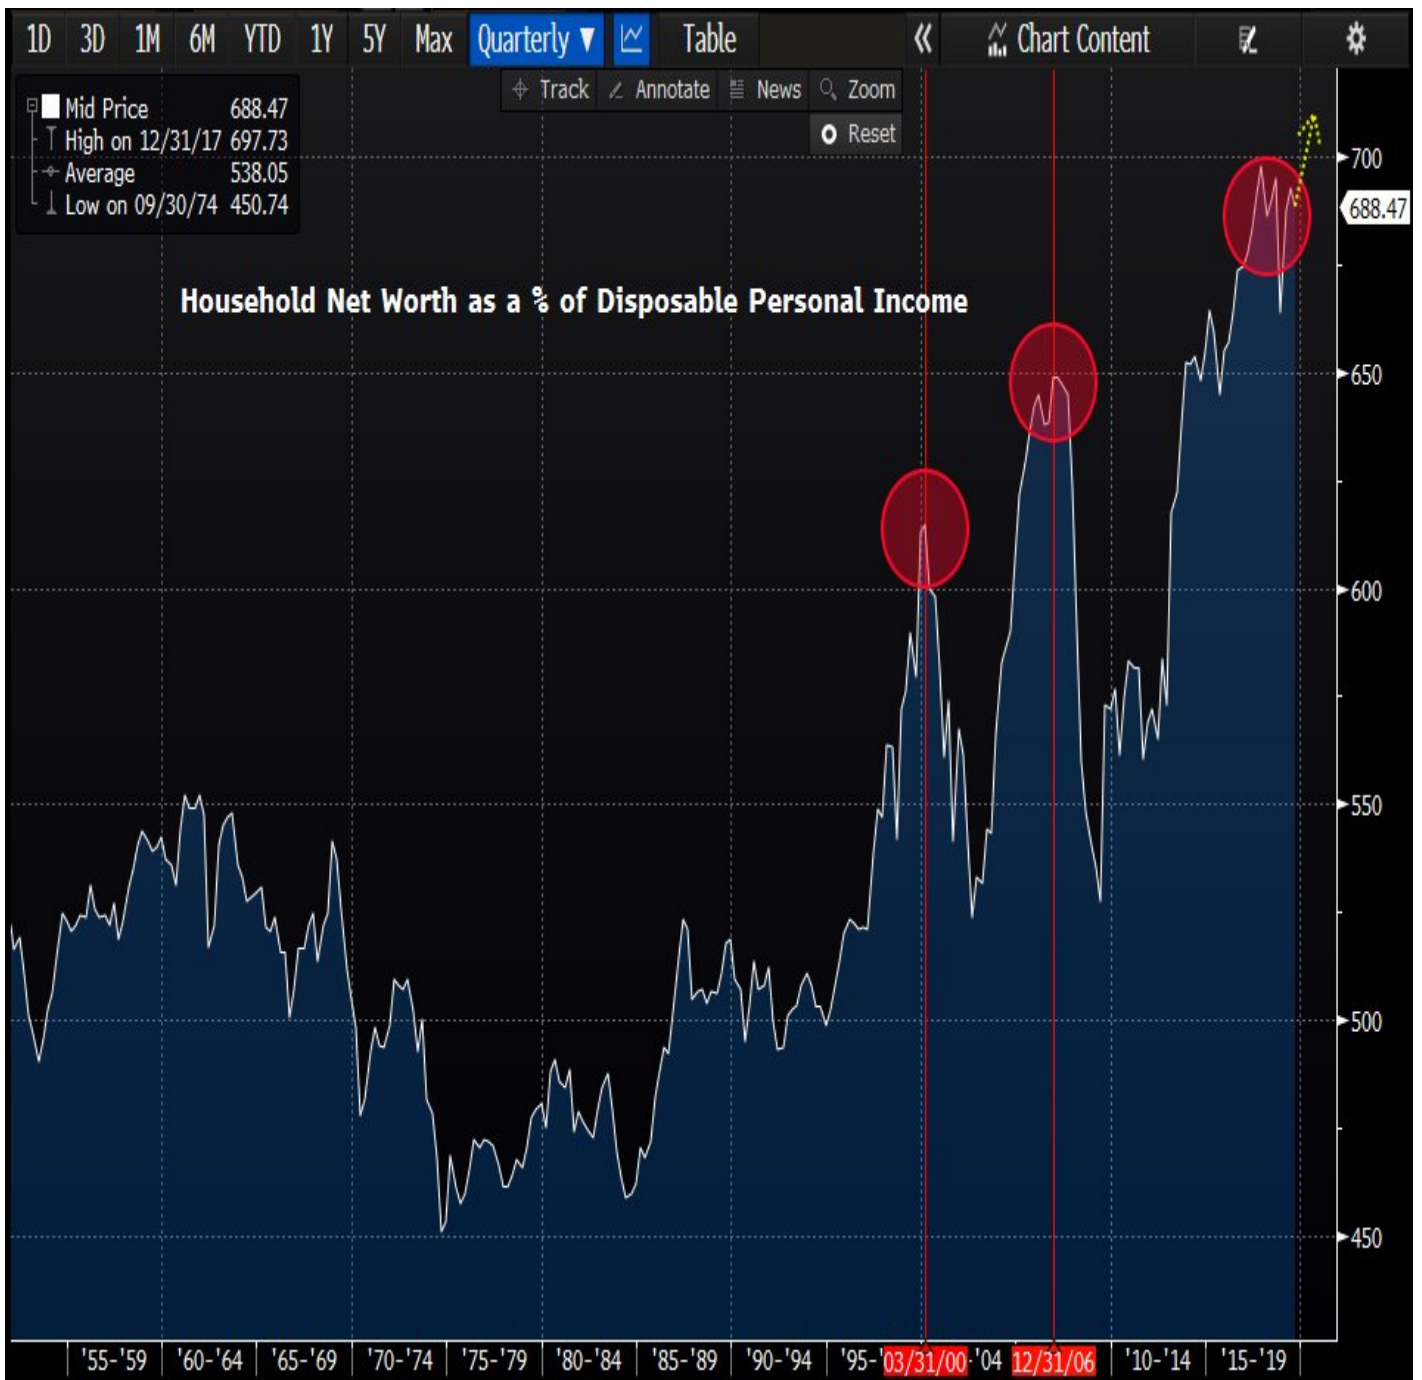 1D 3D 1M 6M YTD 1Y 5Y Max Quarterly ▼ Table « Chart Content
Track Annotate News Zoom
Reset
Mid Price 688.47
High on 12/31/17 697.73
Average 538.05
Low on 09/30/74 450.74
Household Net Worth as a % of Disposable Personal Income
700
688.47
650
600
550
500
450
'55-'59 '60-'64 '65-'69 '70-'74 '75-'79 '80-'84 '85-'89 '90-'94 '95- 03/31/00 '04 12/31/06 '10-'14 '15-'19